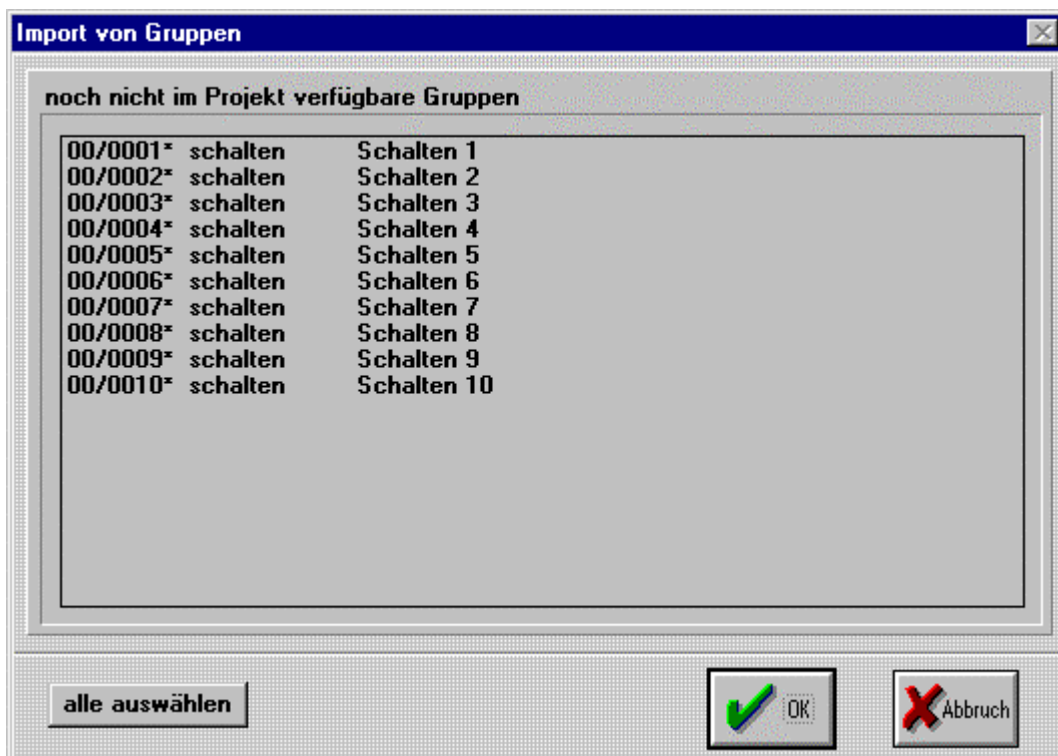 Import von Gruppen
noch nicht im Projekt verfügbare Gruppen
00/0001* schalten Schalten 1
00/0002* schalten Schalten 2
00/0003* schalten Schalten 3
00/0004* schalten Schalten 4
00/0005* schalten Schalten 5
00/0006* schalten Schalten 6
00/0007* schalten Schalten 7
00/0008* schalten Schalten 8
00/0009* schalten Schalten 9
00/0010* schalten Schalten 10
alle auswählen OK Abbruch